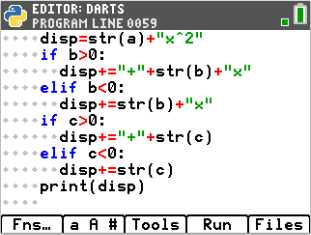 EDITOR: DARTS
PROGRAM LINE 0059
disp=str(a)+"x^2"
if b>0:
disp+="+"+str(b)+"x"
elif b<0:
disp+=str(b)+"x"
if c>0:
disp+="+"+str(c)
elif c<0:
disp+=str(c)
print(disp)
Fns… a A # Tools Run Files